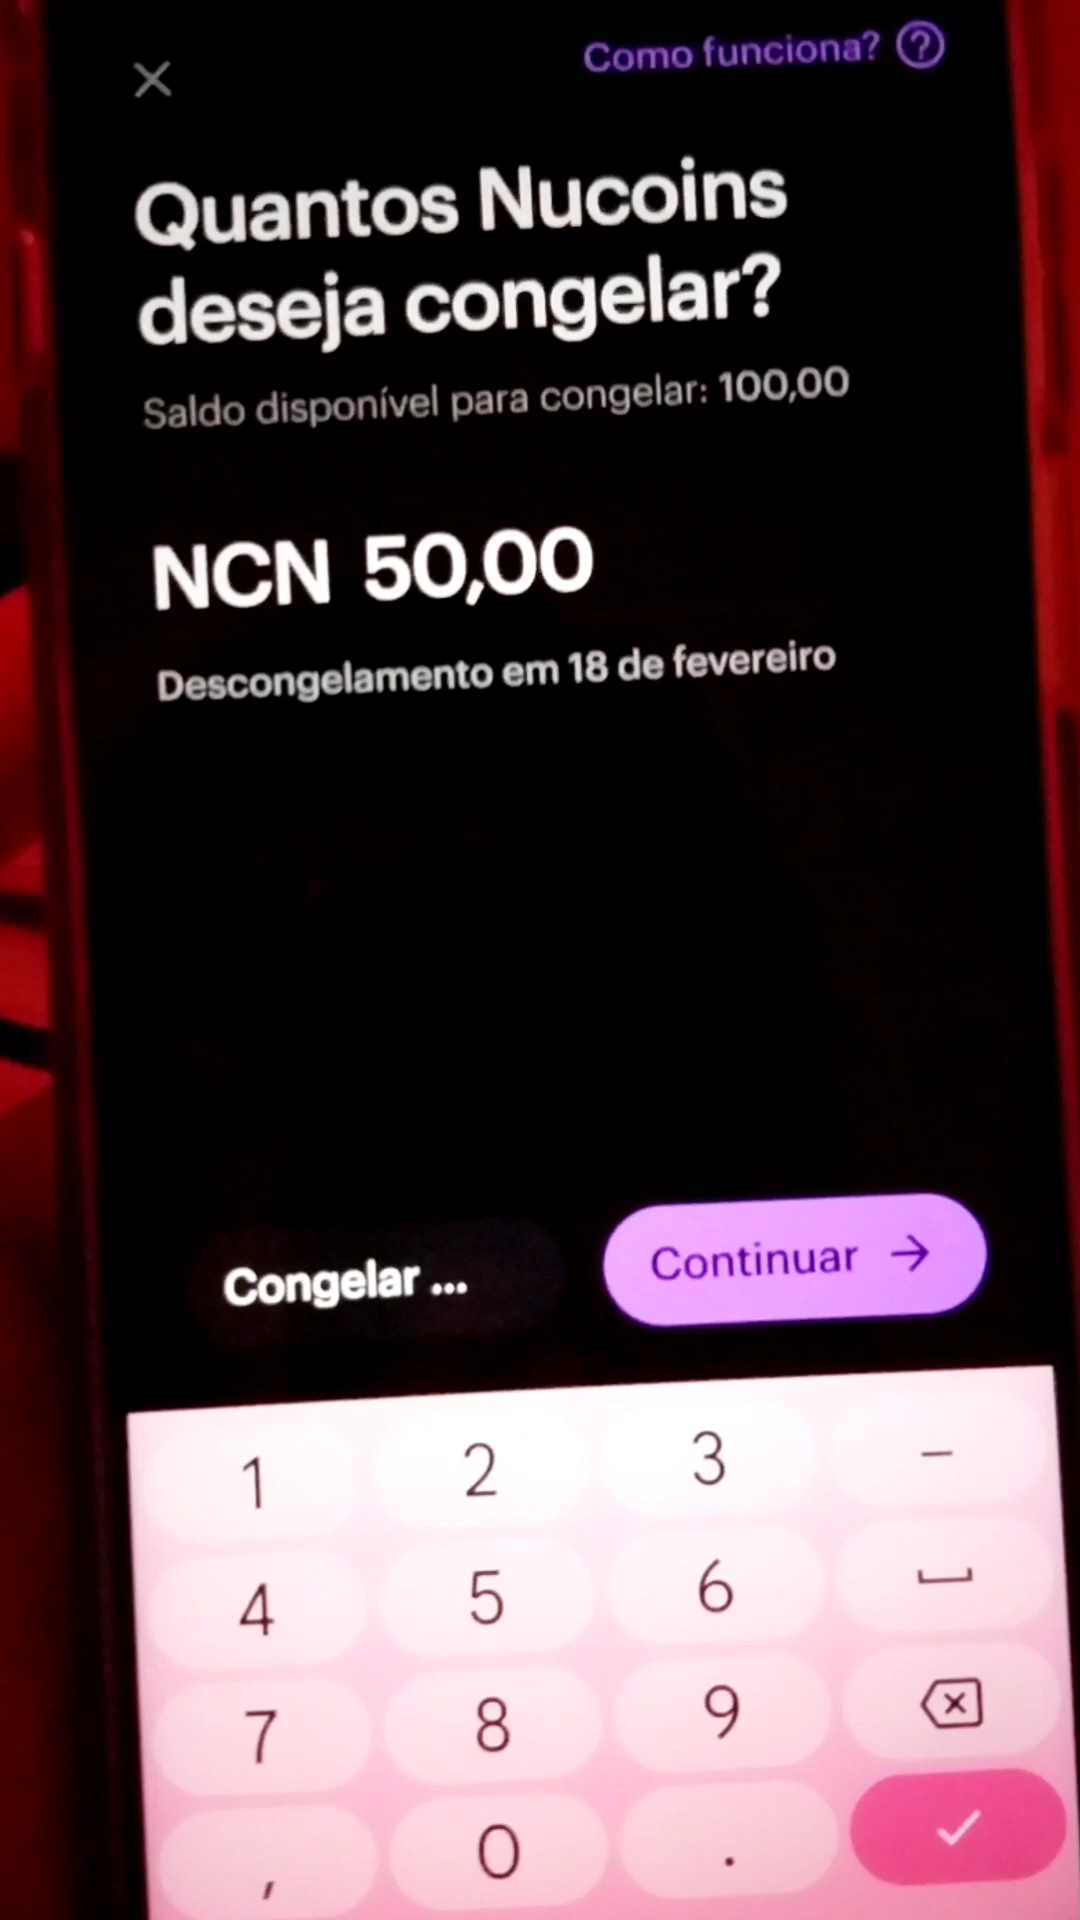 Como funciona? ?
Quantos Nucoins
deseja congelar?
Saldo disponível para congelar: 100,00
NCN 50,00
Descongelamento em 18 de fevereiro
Congelar ...
Continuar →
1 2 3 –
4 5 6
7 8 9
, 0 .